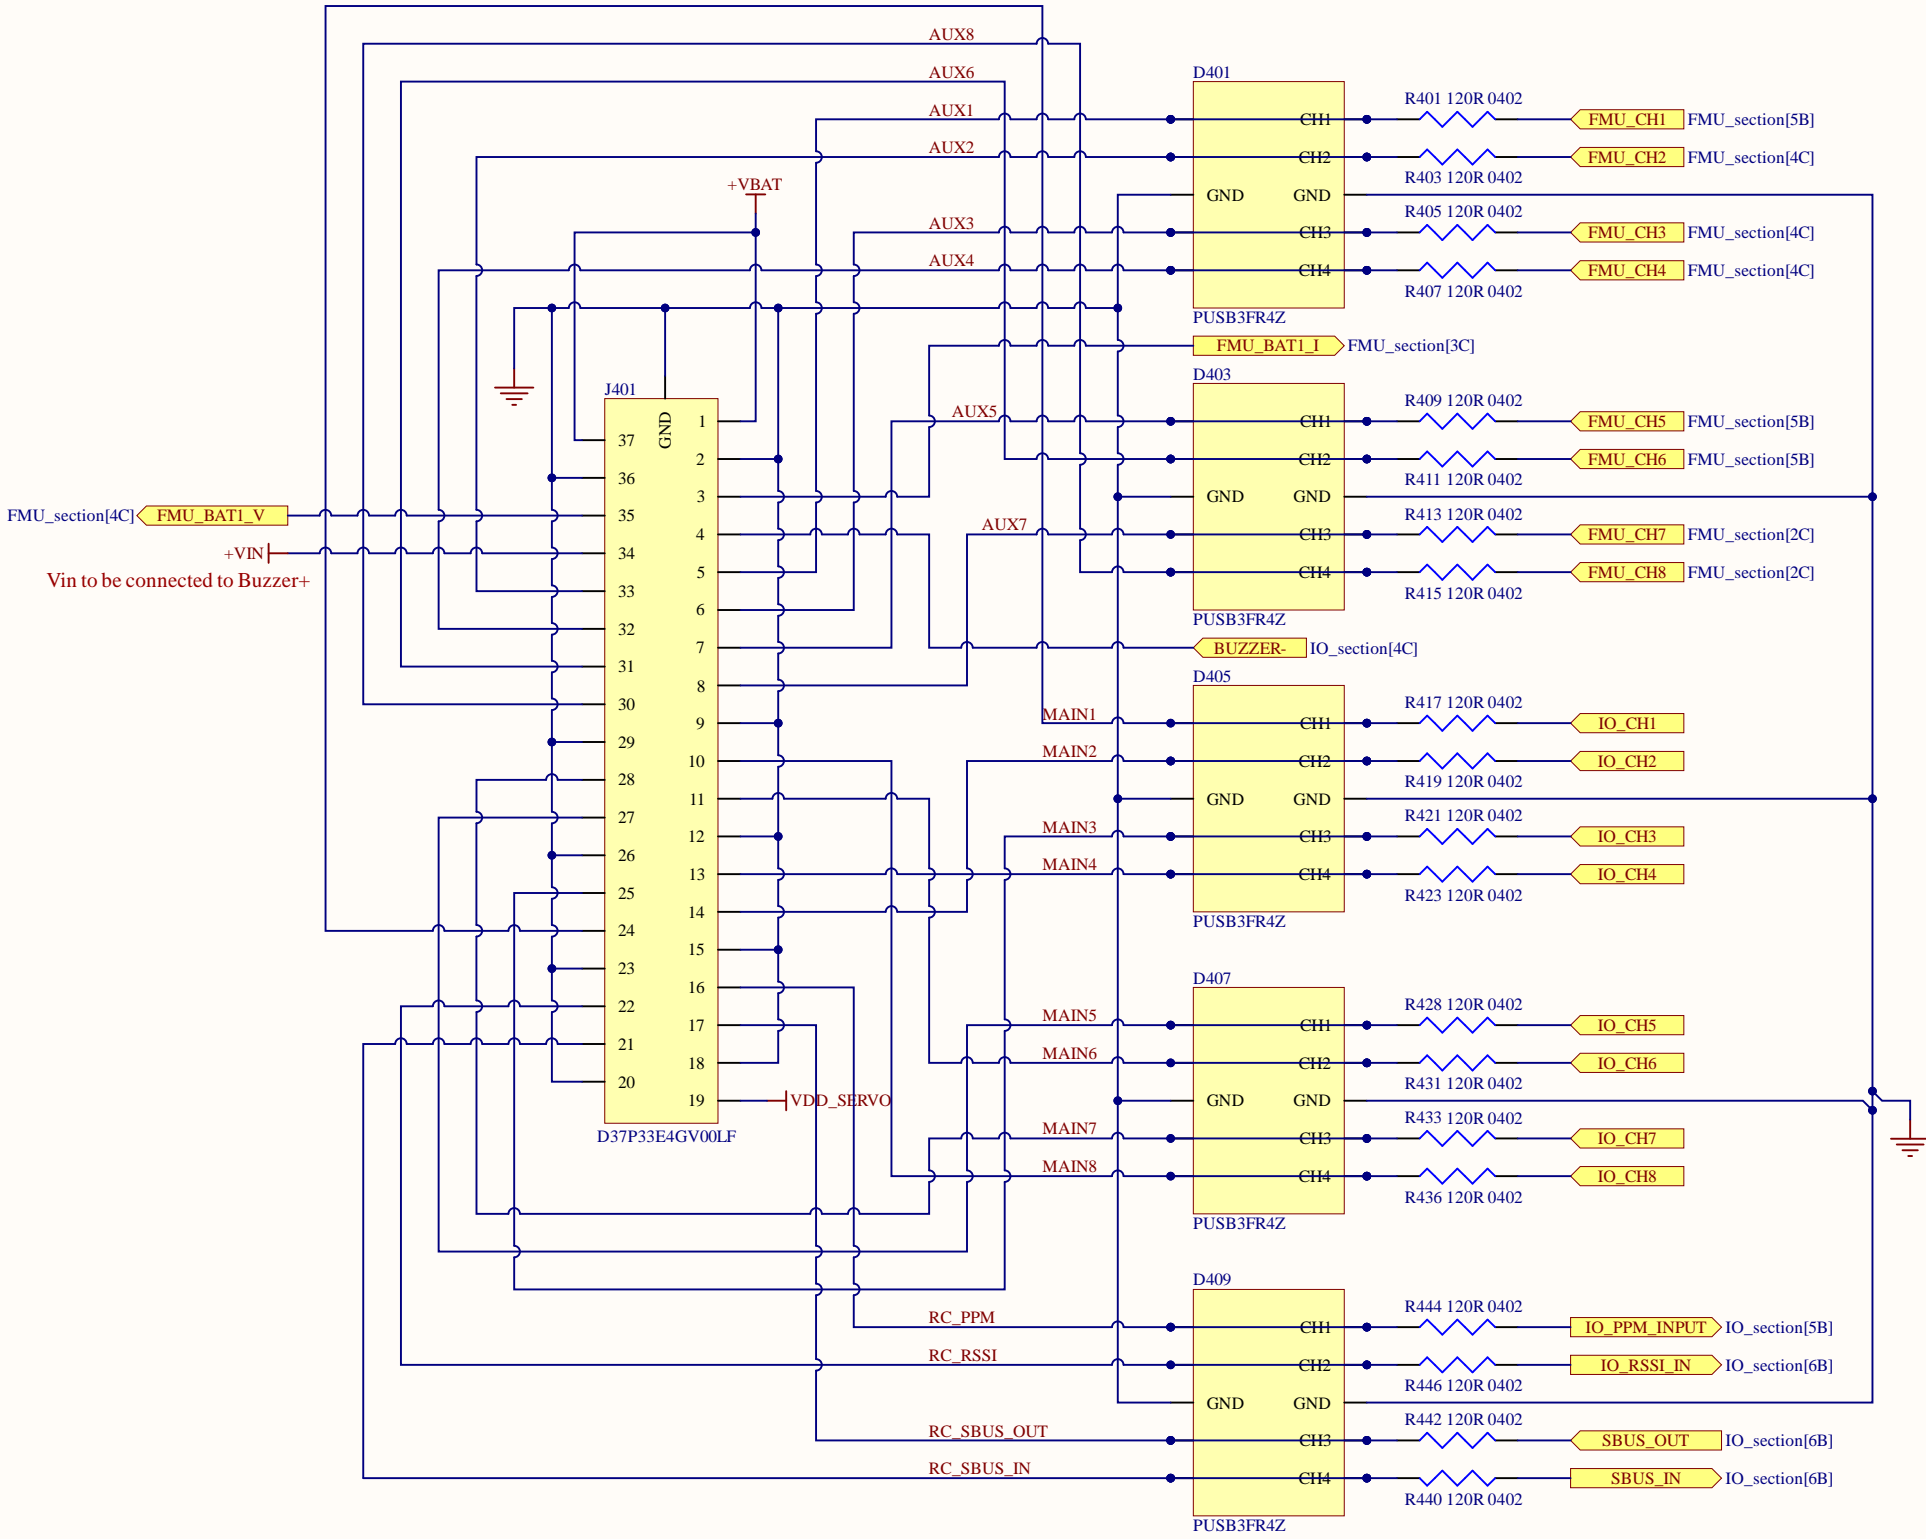 AUX8
AUX6
D401
R401 120R 0402
AUX1
CH1
FMU_CH1 FMU_section[5B]
AUX2
CH2
FMU_CH2 FMU_section[4C]
R403 120R 0402
+VBAT
GND GND
R405 120R 0402
AUX3
CH3
FMU_CH3 FMU_section[4C]
AUX4
CH4
FMU_CH4 FMU_section[4C]
R407 120R 0402
PUSB3FR4Z
FMU_BAT1_I FMU_section[3C]
D403
J401
R409 120R 0402
AUX5
GND
1
CH1
FMU_CH5 FMU_section[5B]
37
2
CH2
FMU_CH6 FMU_section[5B]
36
R411 120R 0402
3
GND GND
FMU_section[4C] FMU_BAT1_V
35
R413 120R 0402
AUX7
4
CH3
FMU_CH7 FMU_section[2C]
+VIN
34
5
CH4
FMU_CH8 FMU_section[2C]
Vin to be connected to Buzzer+
33
R415 120R 0402
6
PUSB3FR4Z
32
7
BUZZER- IO_section[4C]
31
D405
8
30
R417 120R 0402
MAIN1
9
CH1
IO_CH1
29
MAIN2
10
CH2
IO_CH2
28
R419 120R 0402
11
GND GND
27
R421 120R 0402
MAIN3
12
CH3
IO_CH3
26
MAIN4
13
CH4
IO_CH4
25
R423 120R 0402
14
PUSB3FR4Z
24
15
23
D407
16
22
R428 120R 0402
MAIN5
17
CH1
IO_CH5
21
MAIN6
18
CH2
IO_CH6
20
R431 120R 0402
19
VDD_SERVO
GND GND
D37P33E4GV00LF
R433 120R 0402
MAIN7
CH3
IO_CH7
MAIN8
CH4
IO_CH8
R436 120R 0402
PUSB3FR4Z
D409
R444 120R 0402
RC_PPM
CH1
IO_PPM_INPUT IO_section[5B]
RC_RSSI
CH2
IO_RSSI_IN IO_section[6B]
R446 120R 0402
GND GND
R442 120R 0402
RC_SBUS_OUT
CH3
SBUS_OUT IO_section[6B]
RC_SBUS_IN
CH4
SBUS_IN IO_section[6B]
R440 120R 0402
PUSB3FR4Z